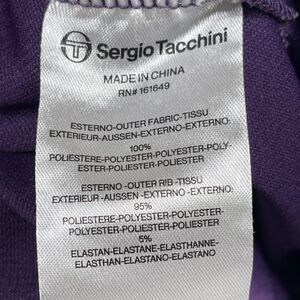 Sergio Tacchini
MADE IN CHINA
RN# 161649
ESTERNO-OUTER FABRIC-TISSU
EXTERIEUR-AUSSEN-EXTERNO-EXTERNO:
100%
POLIESTERE-POLYESTER-POLYESTER-POLY-
ESTER-POLIESTER-POLIESTER
ESTERNO -OUTER RIB -TISSU
EXTERIEUR -AUSSEN -EXTERNO -EXTERNO:
95%
POLIESTERE-POLYESTER-POLYESTER-
POLYESTER-POLIESTER-POLIESTER
5%
ELASTAN-ELASTANE-ELASTHANNE-
ELASTHAN-ELASTANO-ELASTANO